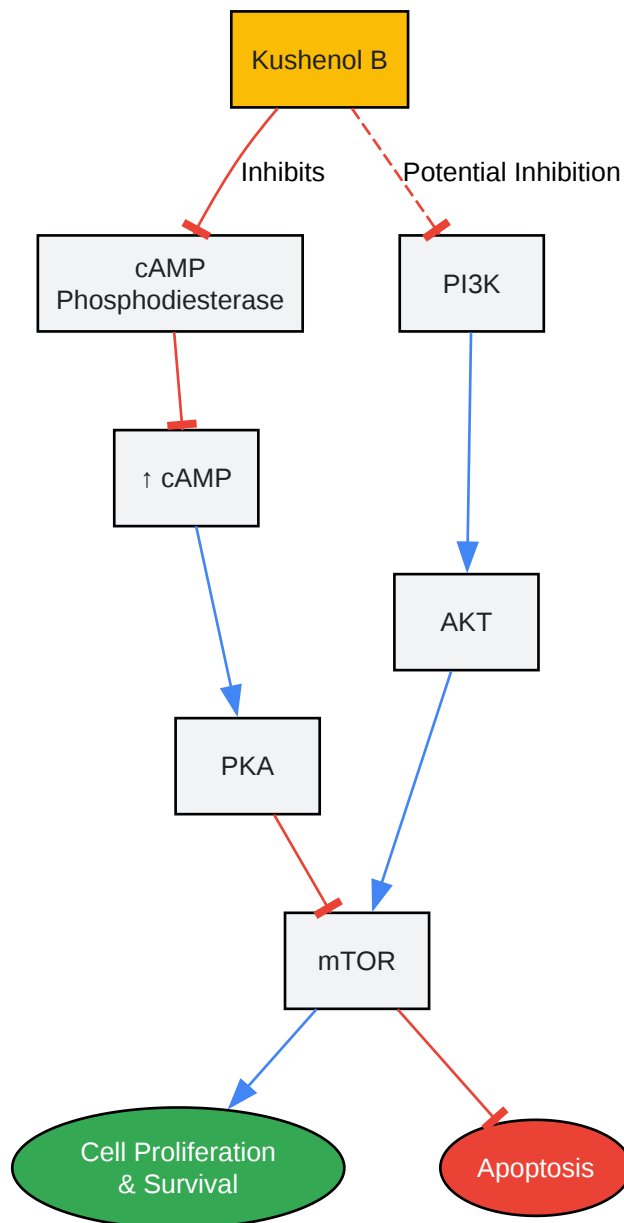 Kushenol B
Inhibits
Potential Inhibition
cAMP
Phosphodiesterase
PI3K
↑ cAMP
AKT
PKA
mTOR
Cell Proliferation
& Survival
Apoptosis